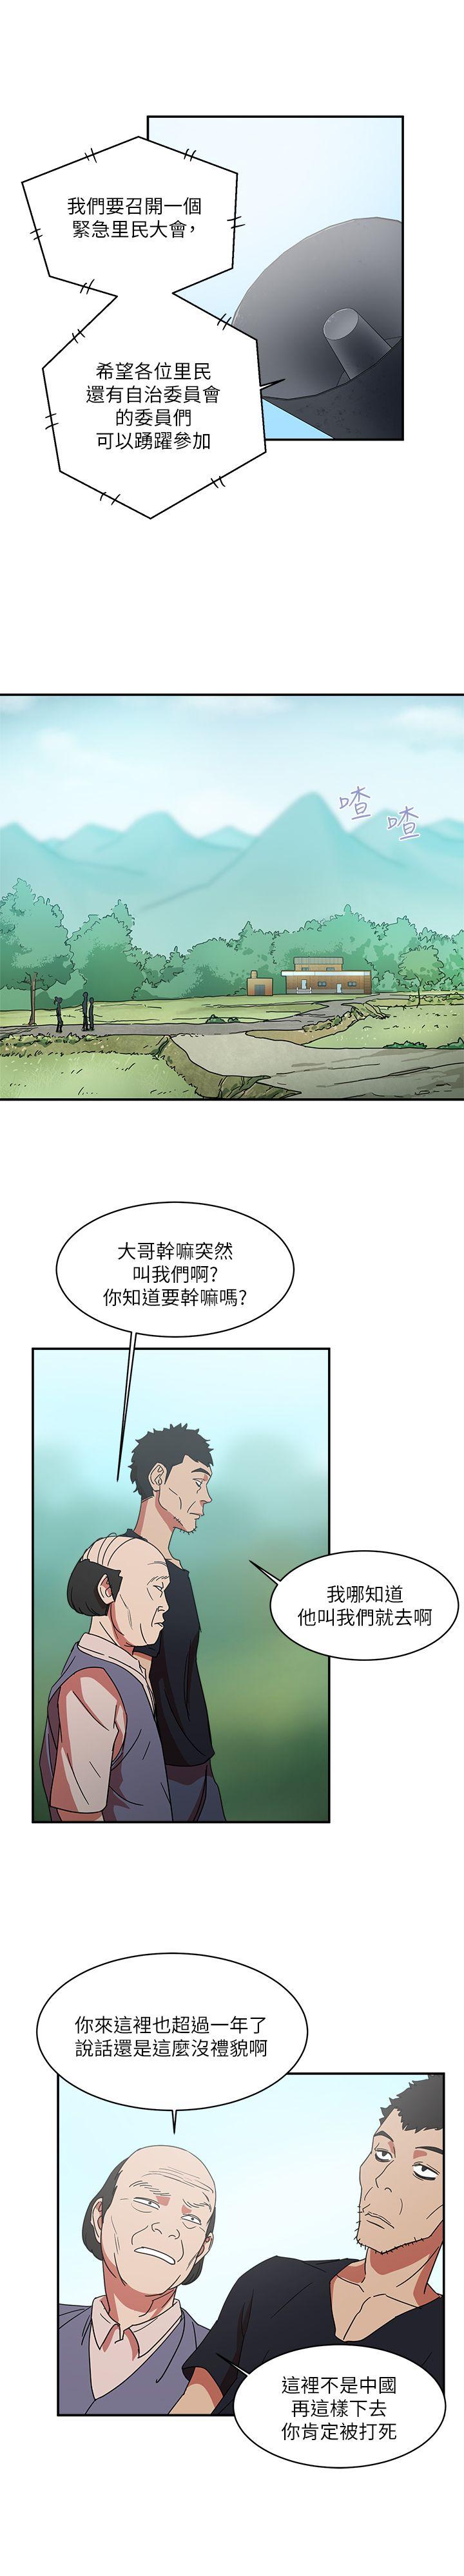 我們要召開一個
緊急里民大會，
希望各位里民
還有自治委員會
的委員們
可以踴躍參加
喳
喳
大哥幹嘛突然
叫我們啊?
你知道要幹嘛嗎?
我哪知道
他叫我們就去啊
你來這裡也超過一年了
說話還是這麼沒禮貌啊
這裡不是中國
再這樣下去
你肯定被打死